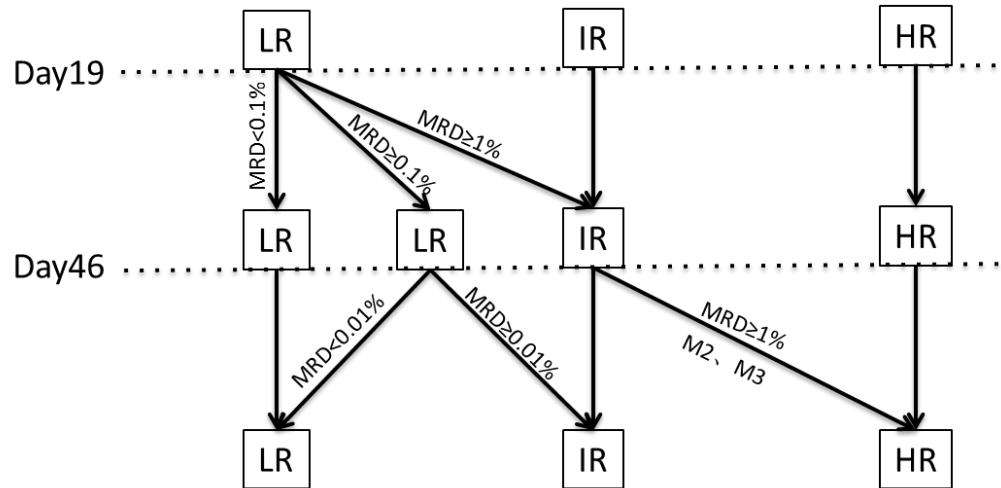 LR
IR
HR
Day19
MRD<0.1%
MRD≥0.1%
MRD≥1%
LR
LR
IR
HR
Day46
MRD<0.01%
MRD≥0.01%
MRD≥1%
M2、M3
LR
IR
HR